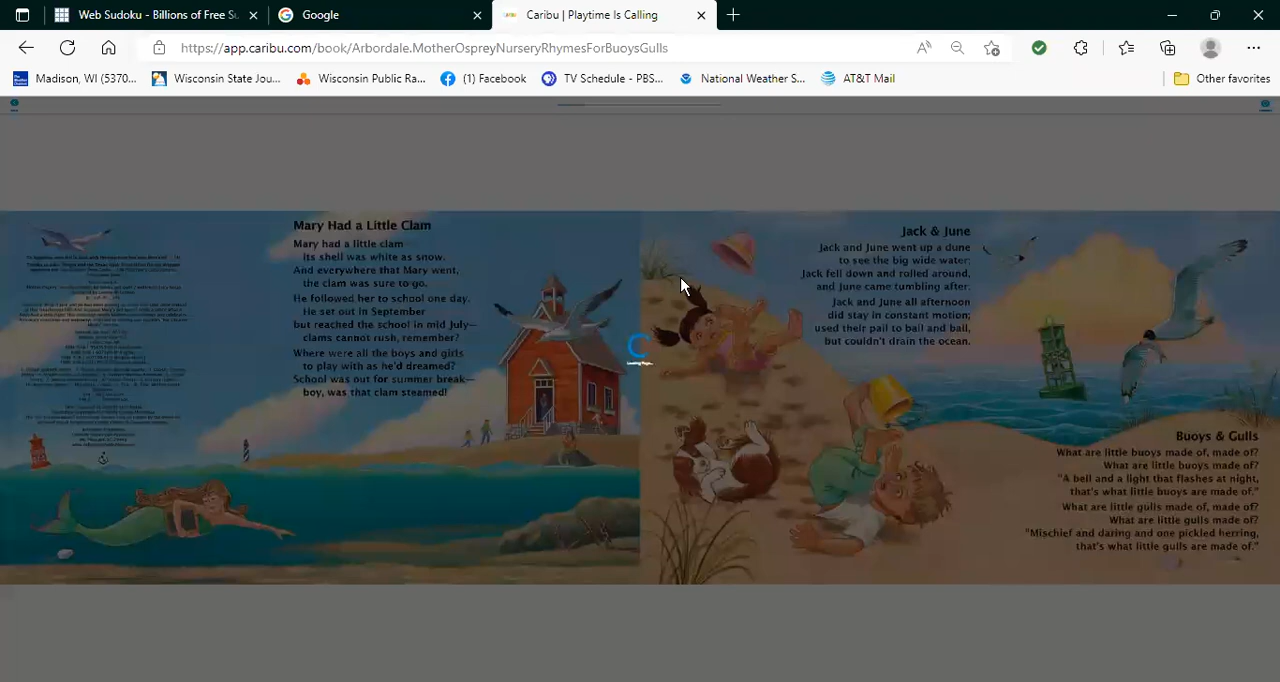 Web Sudoku - Billions of Free Su
Google
Caribu | Playtime Is Calling
https://app.caribu.com/book/Arbordale.MotherOspreyNurseryRhymesForBuoysGulls
Madison, WI (5370...
Wisconsin State Jou...
Wisconsin Public Ra...
(1) Facebook
TV Schedule - PBS...
National Weather S...
AT&T Mail
Other favorites
Mary Had a Little Clam
Mary had a little clam
its shell was white as snow.
And everywhere that Mary went,
the clam was sure to go.
He followed her to school one day.
He set out in September
but reached the school in mid July—
clams cannot rush, remember?
Where were all the boys and girls
to play with as he'd dreamed?
School was out for summer break—
boy, was that clam steamed!
Jack & June
Jack and June went up a dune
to see the big wide water;
Jack fell down and rolled around,
and June came tumbling after.
Jack and June all afternoon
did stay in constant motion;
used their pail to bail and bail,
but couldn't drain the ocean.
Loading Page...
Buoys & Gulls
What are little buoys made of, made of?
What are little buoys made of?
"A bell and a light that flashes at night,
that's what little buoys are made of."
What are little gulls made of, made of?
What are little gulls made of?
"Mischief and daring and one pickled herring,
that's what little gulls are made of."